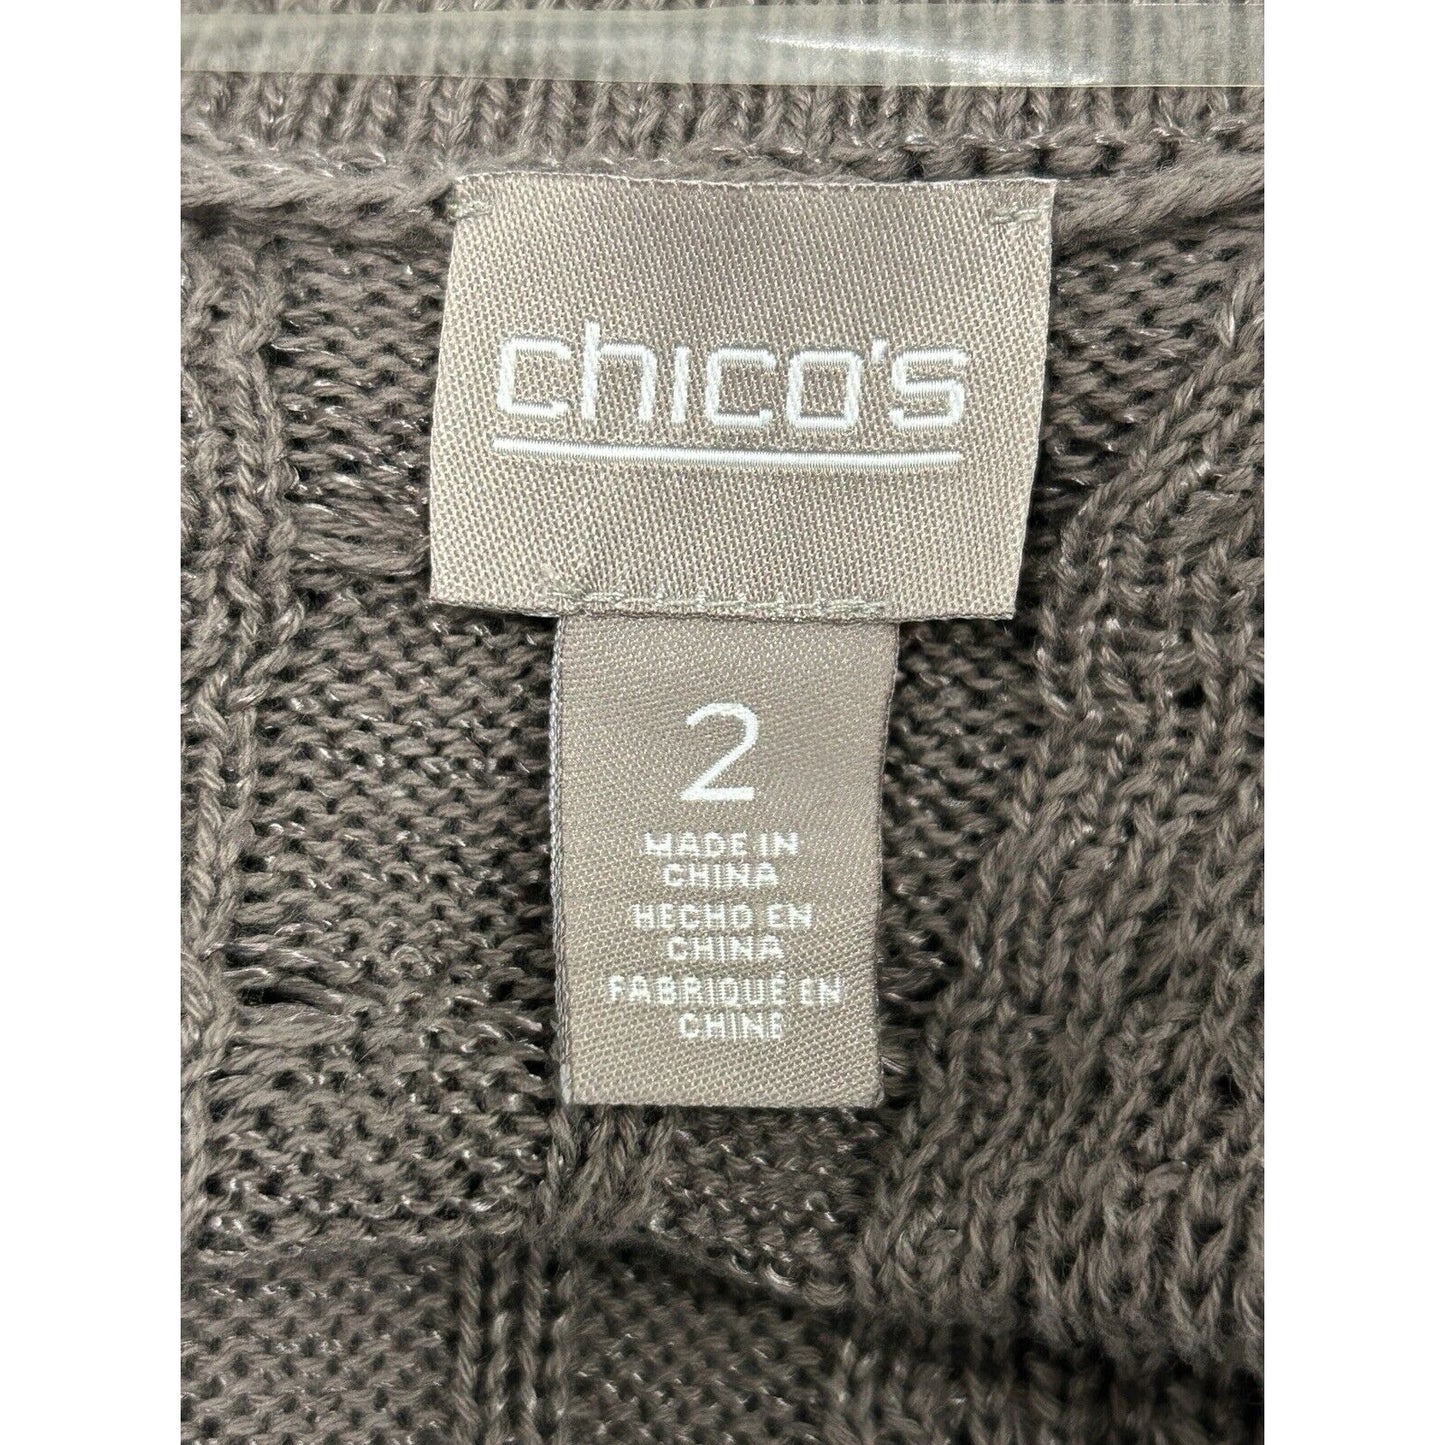 chico's
2
MADE IN
CHINA
HECHO EN
CHINA
FABRIQUÉ EN
CHINE